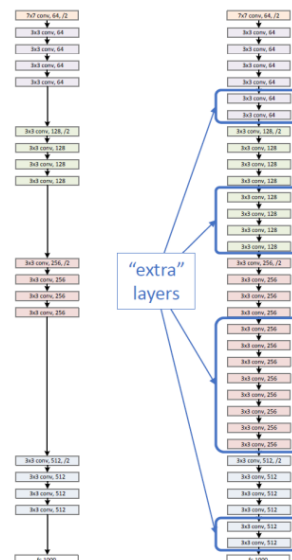 7x7 conv, 64, /2
3x3 conv, 64
3x3 conv, 64
3x3 conv, 64
3x3 conv, 64
3x3 conv, 128, /2
3x3 conv, 128
3x3 conv, 128
3x3 conv, 128
3x3 conv, 256, /2
3x3 conv, 256
3x3 conv, 256
3x3 conv, 256
3x3 conv, 512, /2
3x3 conv, 512
3x3 conv, 512
3x3 conv, 512
"extra"
layers
7x7 conv, 64, /2
3x3 conv, 64
3x3 conv, 64
3x3 conv, 64
3x3 conv, 64
3x3 conv, 64
3x3 conv, 64
3x3 conv, 128, /2
3x3 conv, 128
3x3 conv, 128
3x3 conv, 128
3x3 conv, 128
3x3 conv, 128
3x3 conv, 128
3x3 conv, 128
3x3 conv, 256, /2
3x3 conv, 256
3x3 conv, 256
3x3 conv, 256
3x3 conv, 256
3x3 conv, 256
3x3 conv, 256
3x3 conv, 256
3x3 conv, 256
3x3 conv, 256
3x3 conv, 256
3x3 conv, 256
3x3 conv, 512, /2
3x3 conv, 512
3x3 conv, 512
3x3 conv, 512
3x3 conv, 512
3x3 conv, 512